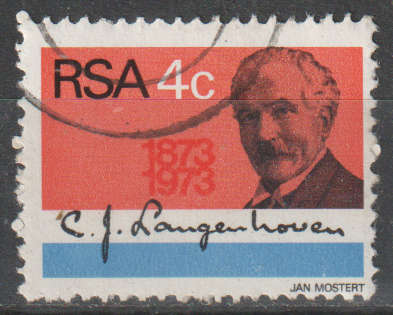 RSA 4c
1873
1973
C. J. Langenhoven
JAN MOSTERT